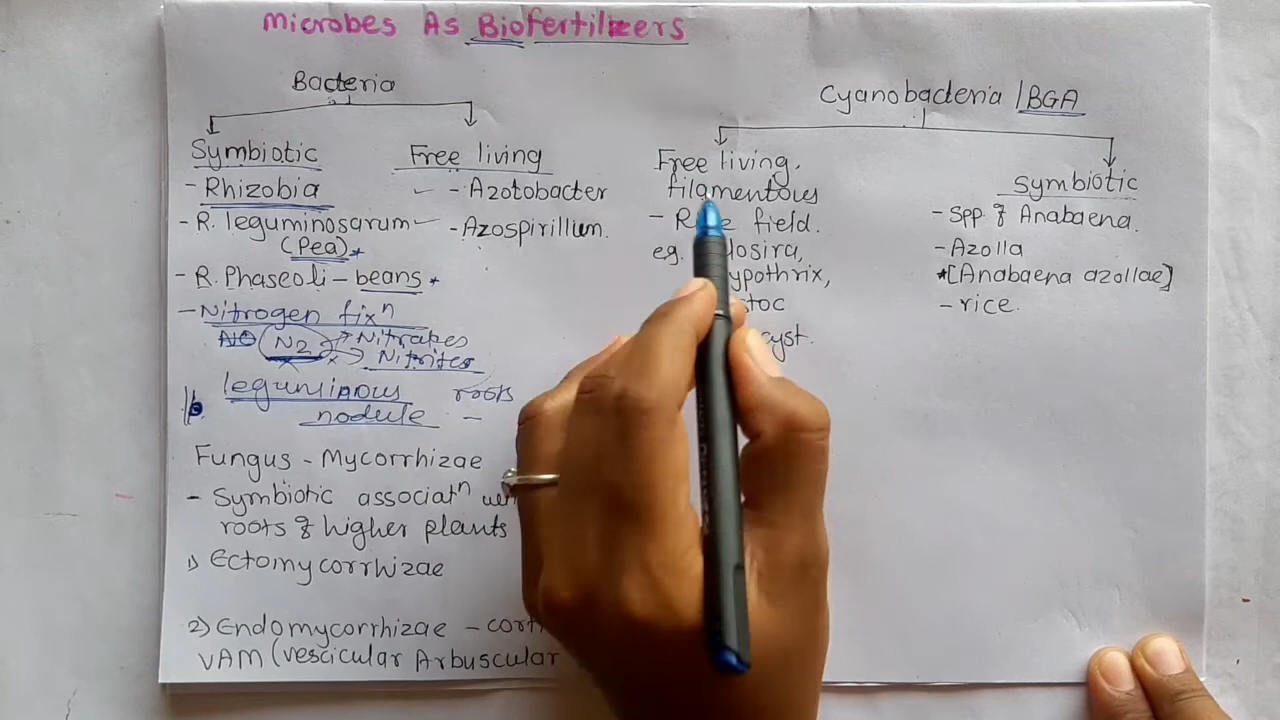 Microbes As Biofertilizers
Bacteria
Symbiotic
- Rhizobia
- R. leguminosarum
(Pea)*
- R. Phaseoli - beans *
- Nitrogen fixⁿ
N2 → Nitrates
→ Nitrites
leguminous roots
nodule -
Free living
- Azotobacter
- Azospirillum.
Fungus - Mycorrhizae
- Symbiotic associatⁿ
roots of higher plants
1) Ectomycorrhizae
2) Endomycorrhizae -
VAM (vescicular Arbuscular
Cyanobacteria / BGA
Free living.
filamentous
- field.
eg.
Symbiotic
- Spp. of Anabaena.
- Azolla
*[Anabaena azollae]
- rice.